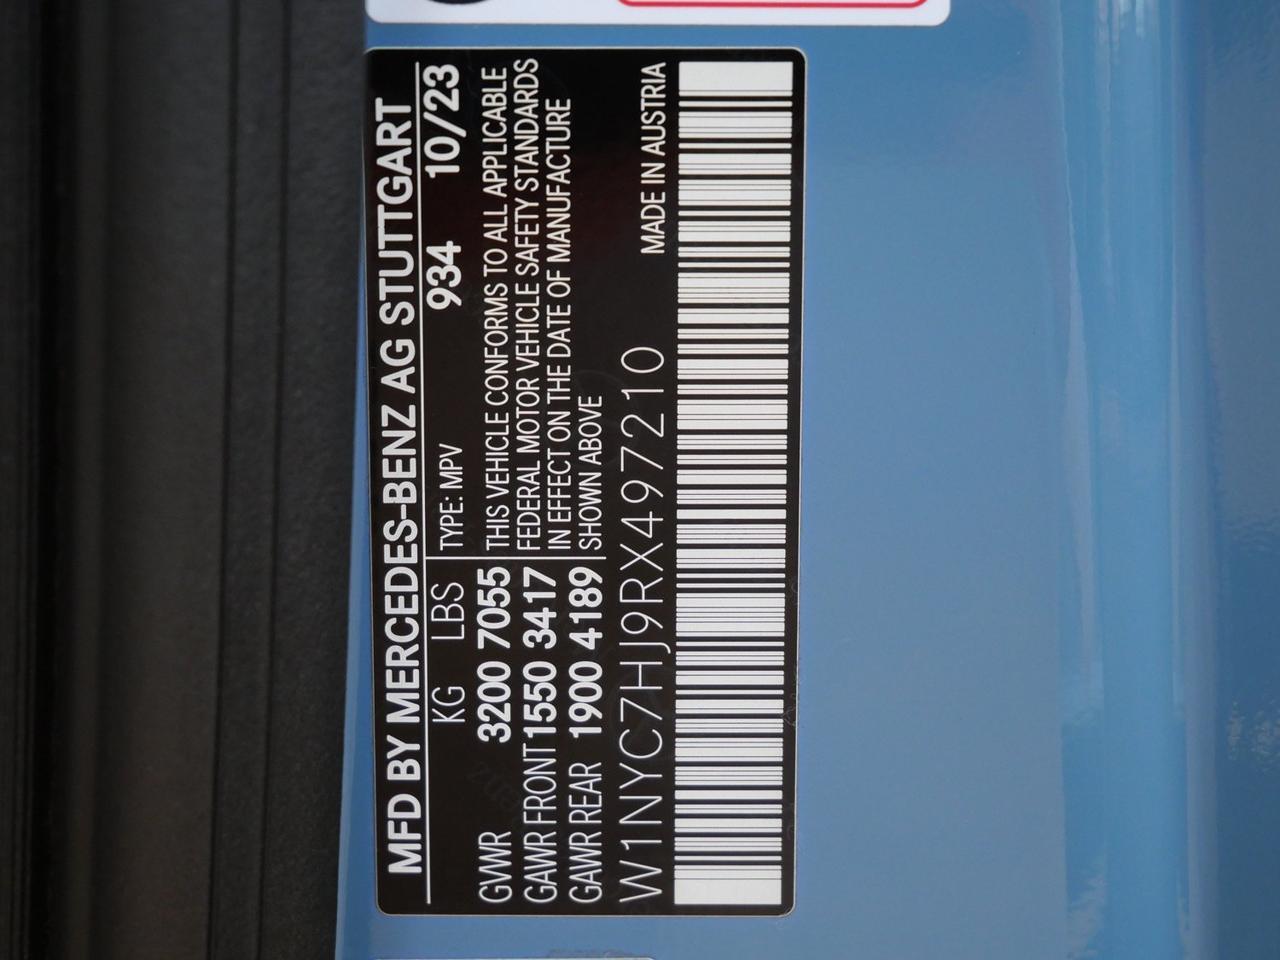 MFD BY MERCEDES-BENZ AG STUTTGART
KG LBS TYPE: MPV 934 10/23
GVWR 3200 7055
GAWR FRONT 1550 3417
GAWR REAR 1900 4189
THIS VEHICLE CONFORMS TO ALL APPLICABLE
FEDERAL MOTOR VEHICLE SAFETY STANDARDS
IN EFFECT ON THE DATE OF MANUFACTURE
SHOWN ABOVE
W1NYC7HJ9RX497210 MADE IN AUSTRIA